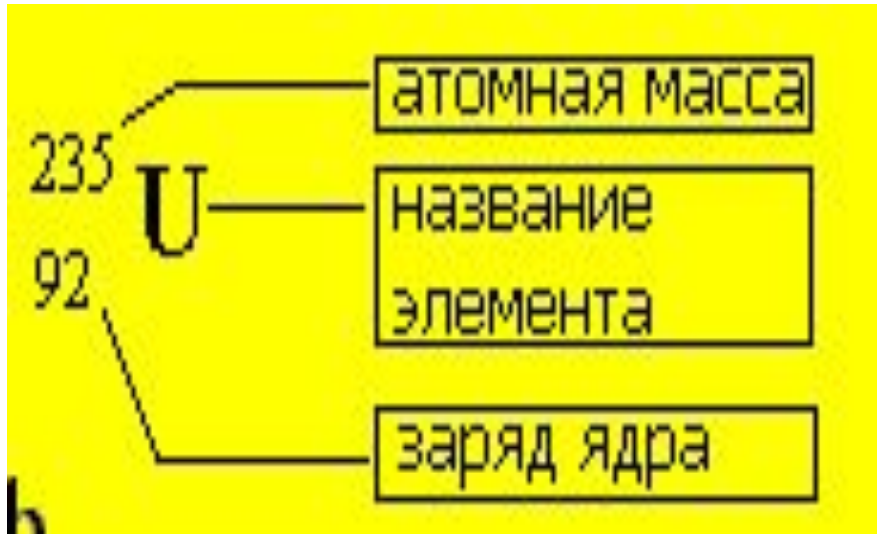 атомная масса
235
U
название
элемента
92
заряд ядра